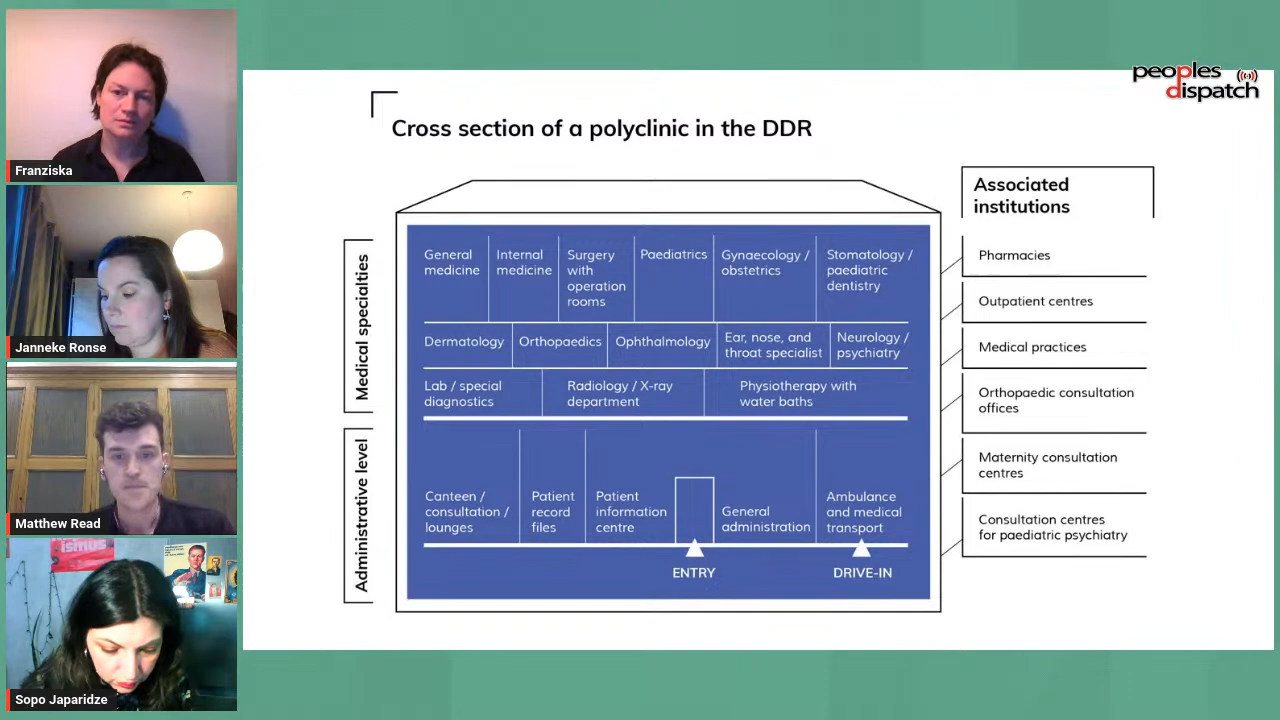 Franziska
Janneke Ronse
Matthew Read
ismus
Sopo Japaridze
peoples
dispatch
Cross section of a polyclinic in the DDR
Medical specialties
General
medicine
Internal
medicine
Surgery
with
operation
rooms
Paediatrics
Gynaecology /
obstetrics
Stomatology /
paediatric
dentistry
Dermatology
Orthopaedics
Ophthalmology
Ear, nose, and
throat specialist
Neurology /
psychiatry
Lab / special
diagnostics
Radiology / X-ray
department
Physiotherapy with
water baths
Administrative level
Canteen /
consultation /
lounges
Patient
record
files
Patient
information
centre
General
administration
Ambulance
and medical
transport
ENTRY
DRIVE-IN
Associated
institutions
Pharmacies
Outpatient centres
Medical practices
Orthopaedic consultation
offices
Maternity consultation
centres
Consultation centres
for paediatric psychiatry